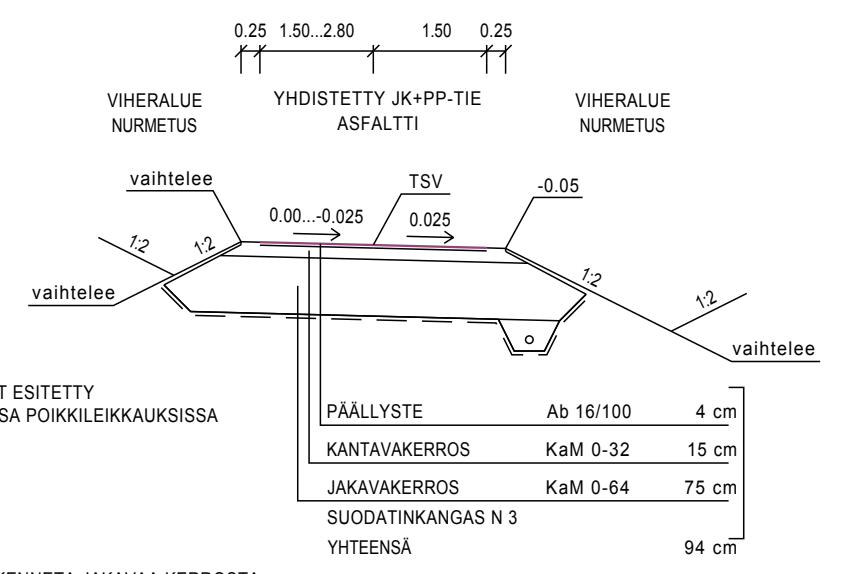 0.25 1.50...2.80 1.50 0.25
VIHERALUE
NURMETUS
YHDISTETTY JK+PP-TIE
ASFALTTI
VIHERALUE
NURMETUS
vaihtelee
TSV
-0.05
0.00...-0.025
0.025
1:2
1:2
1:2
1:2
vaihtelee
vaihtelee
T ESITETTY
SA POIKKILEIKKAUKSISSA
PÄÄLLYSTE Ab 16/100 4 cm
KANTAVAKERROS KaM 0-32 15 cm
JAKAVAKERROS KaM 0-64 75 cm
SUODATINKANGAS N 3
YHTEENSÄ 94 cm